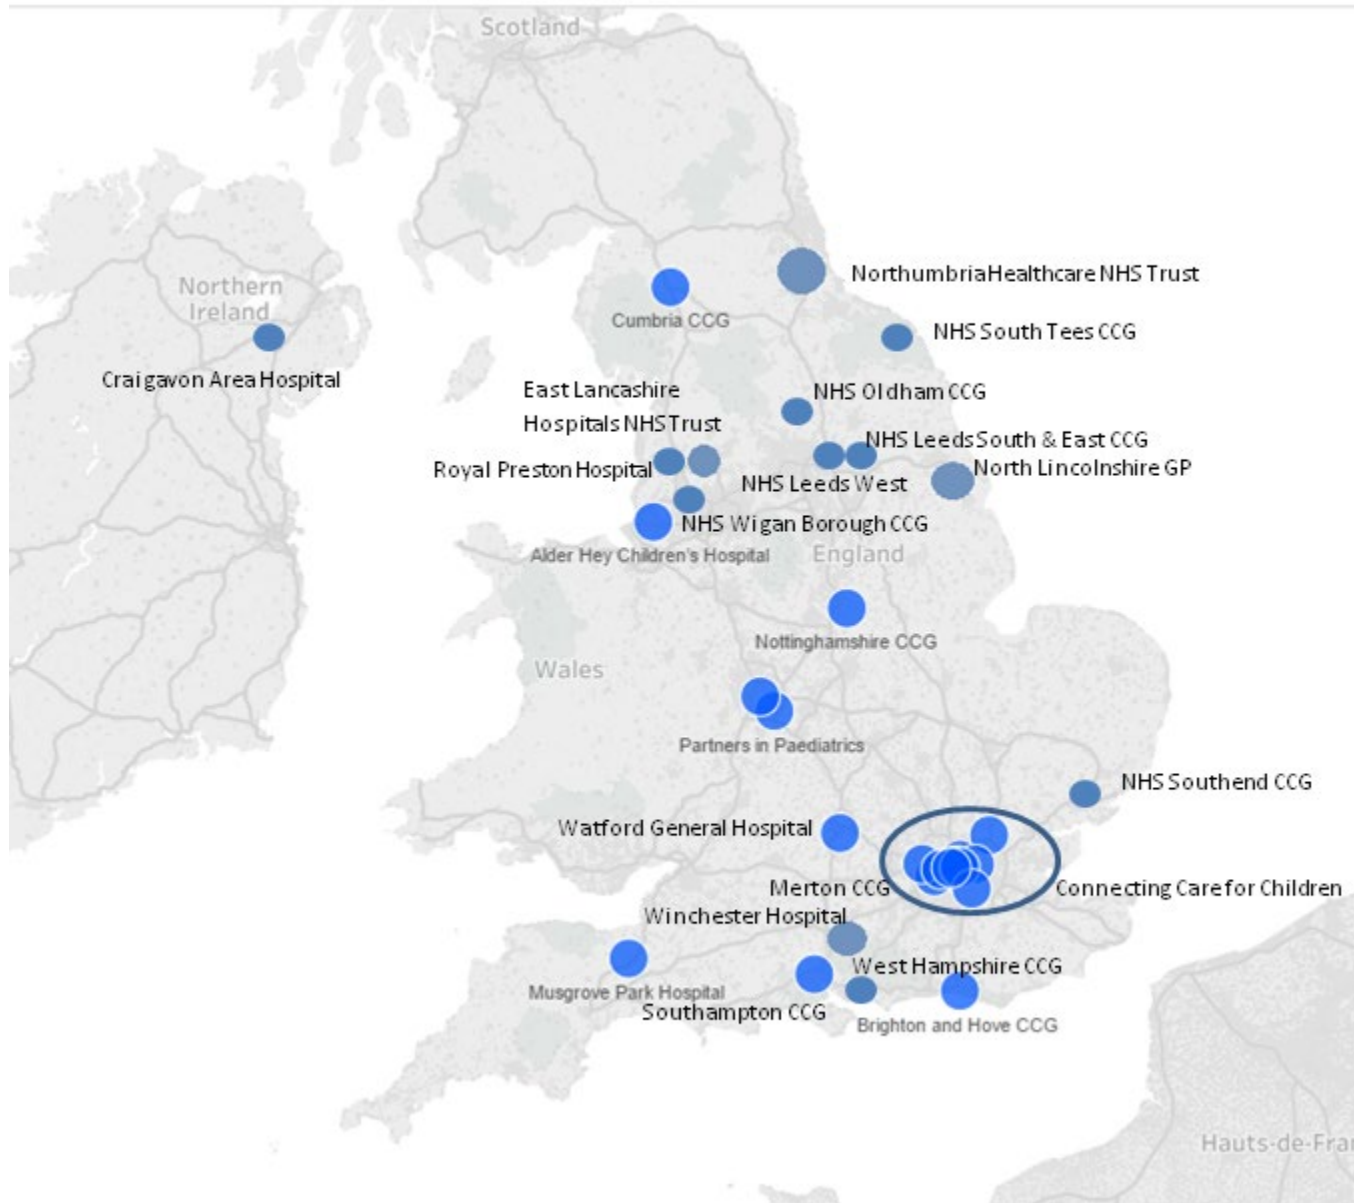 Scotland
Northern
Ireland
Craigavon Area Hospital
Cumbria CCG
Northumbria Healthcare NHS Trust
NHS South Tees CCG
East Lancashire
Hospitals NHS Trust
NHS Oldham CCG
NHS Leeds South & East CCG
Royal Preston Hospital
North Lincolnshire GP
NHS Leeds West
NHS Wigan Borough CCG
Alder Hey Children's Hospital
England
Nottinghamshire CCG
Wales
Partners in Paediatrics
NHS Southend CCG
Watford General Hospital
Merton CCG
Connecting Care for Children
Winchester Hospital
West Hampshire CCG
Musgrove Park Hospital
Southampton CCG
Brighton and Hove CCG
Hauts-de-Fra